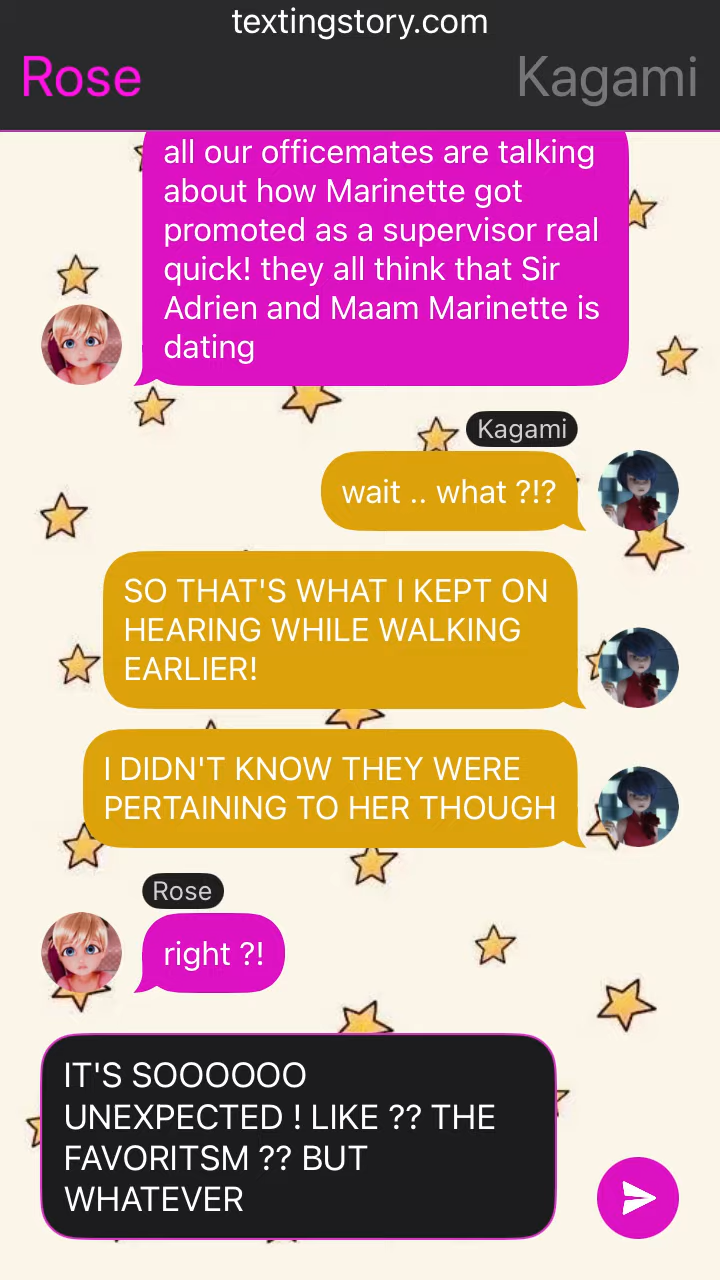 textingstory.com
Rose
Kagami
all our officemates are talking
about how Marinette got
promoted as a supervisor real
quick! they all think that Sir
Adrien and Maam Marinette is
dating
Kagami
wait .. what ?!?
SO THAT'S WHAT I KEPT ON
HEARING WHILE WALKING
EARLIER!
I DIDN'T KNOW THEY WERE
PERTAINING TO HER THOUGH
Rose
right ?!
IT'S SOOOOOO
UNEXPECTED ! LIKE ?? THE
FAVORITSM ?? BUT
WHATEVER